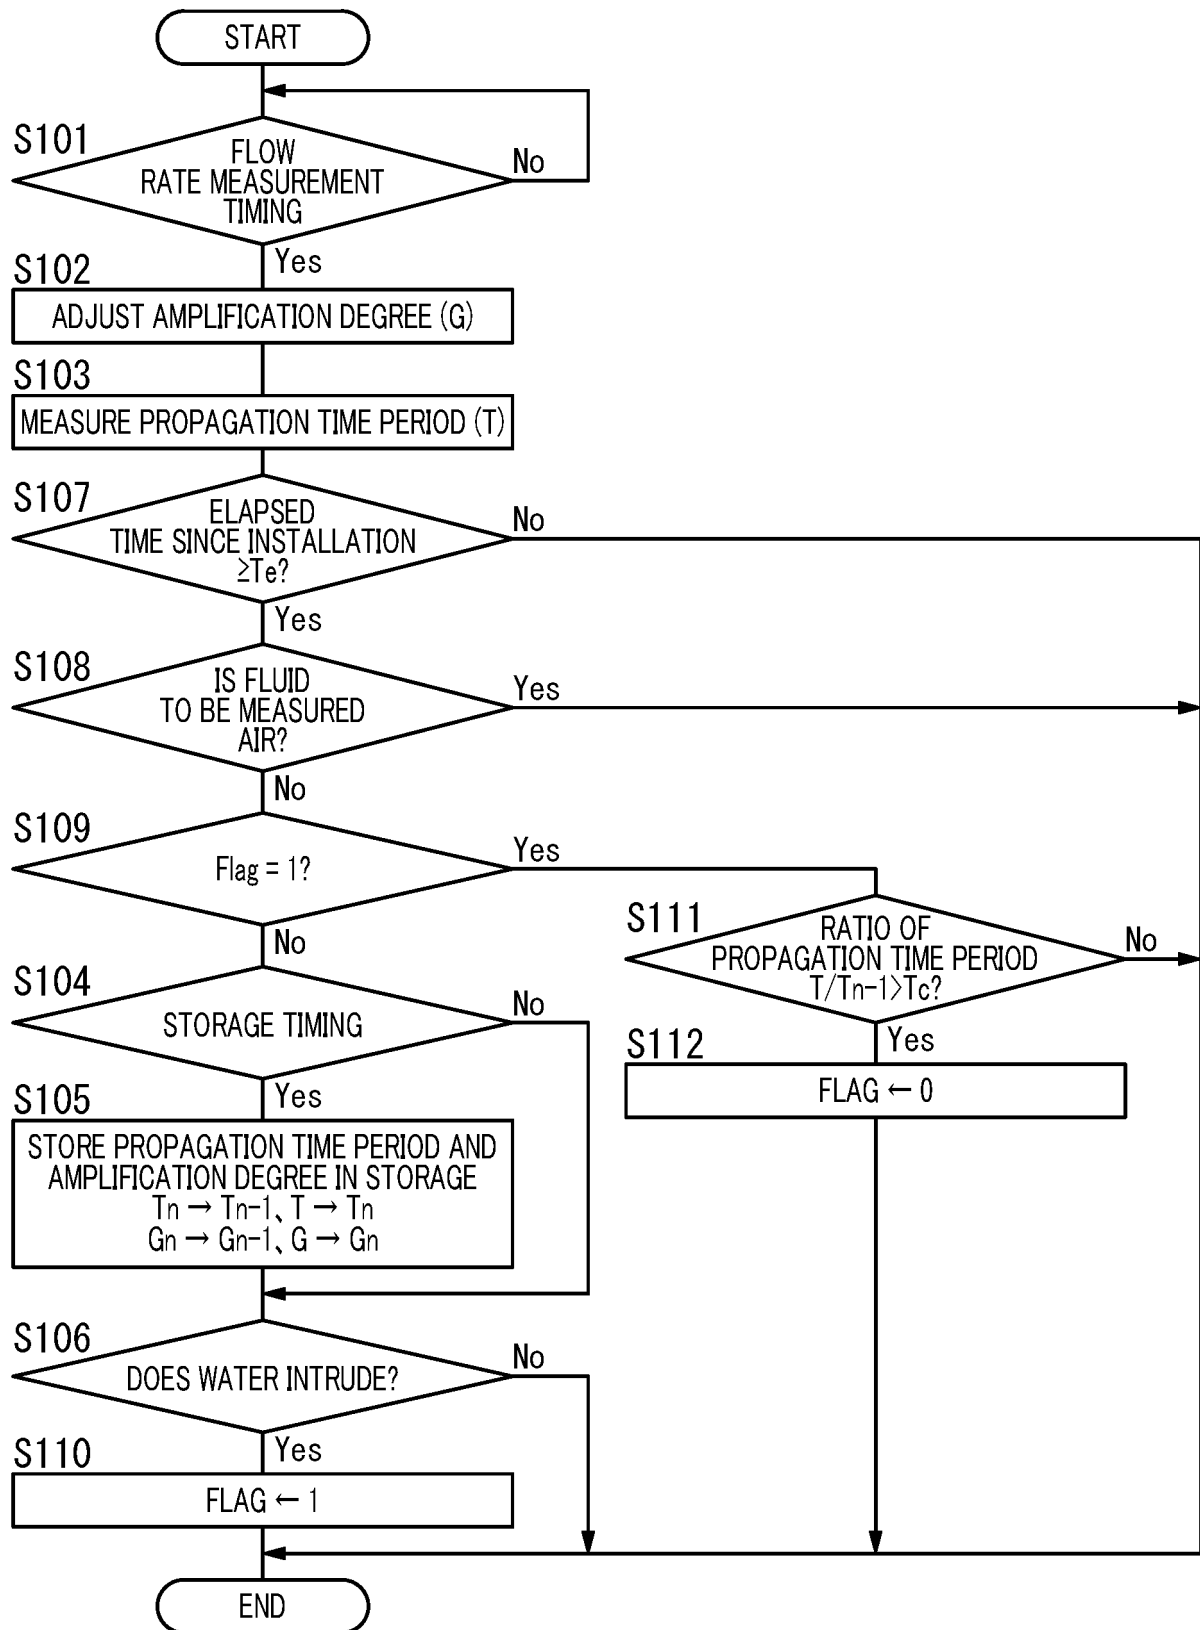 START
S101
FLOW
RATE MEASUREMENT
TIMING
No
Yes
S102
ADJUST AMPLIFICATION DEGREE (G)
S103
MEASURE PROPAGATION TIME PERIOD (T)
S107
ELAPSED
TIME SINCE INSTALLATION
≥Te?
No
Yes
S108
IS FLUID
TO BE MEASURED
AIR?
Yes
No
S109
Flag = 1?
Yes
No
S111
RATIO OF
PROPAGATION TIME PERIOD
T/Tn-1>Tc?
No
Yes
S112
FLAG ← 0
S104
STORAGE TIMING
No
Yes
S105
STORE PROPAGATION TIME PERIOD AND
AMPLIFICATION DEGREE IN STORAGE
Tn → Tn-1、T → Tn
Gn → Gn-1、G → Gn
S106
DOES WATER INTRUDE?
No
Yes
S110
FLAG ← 1
END